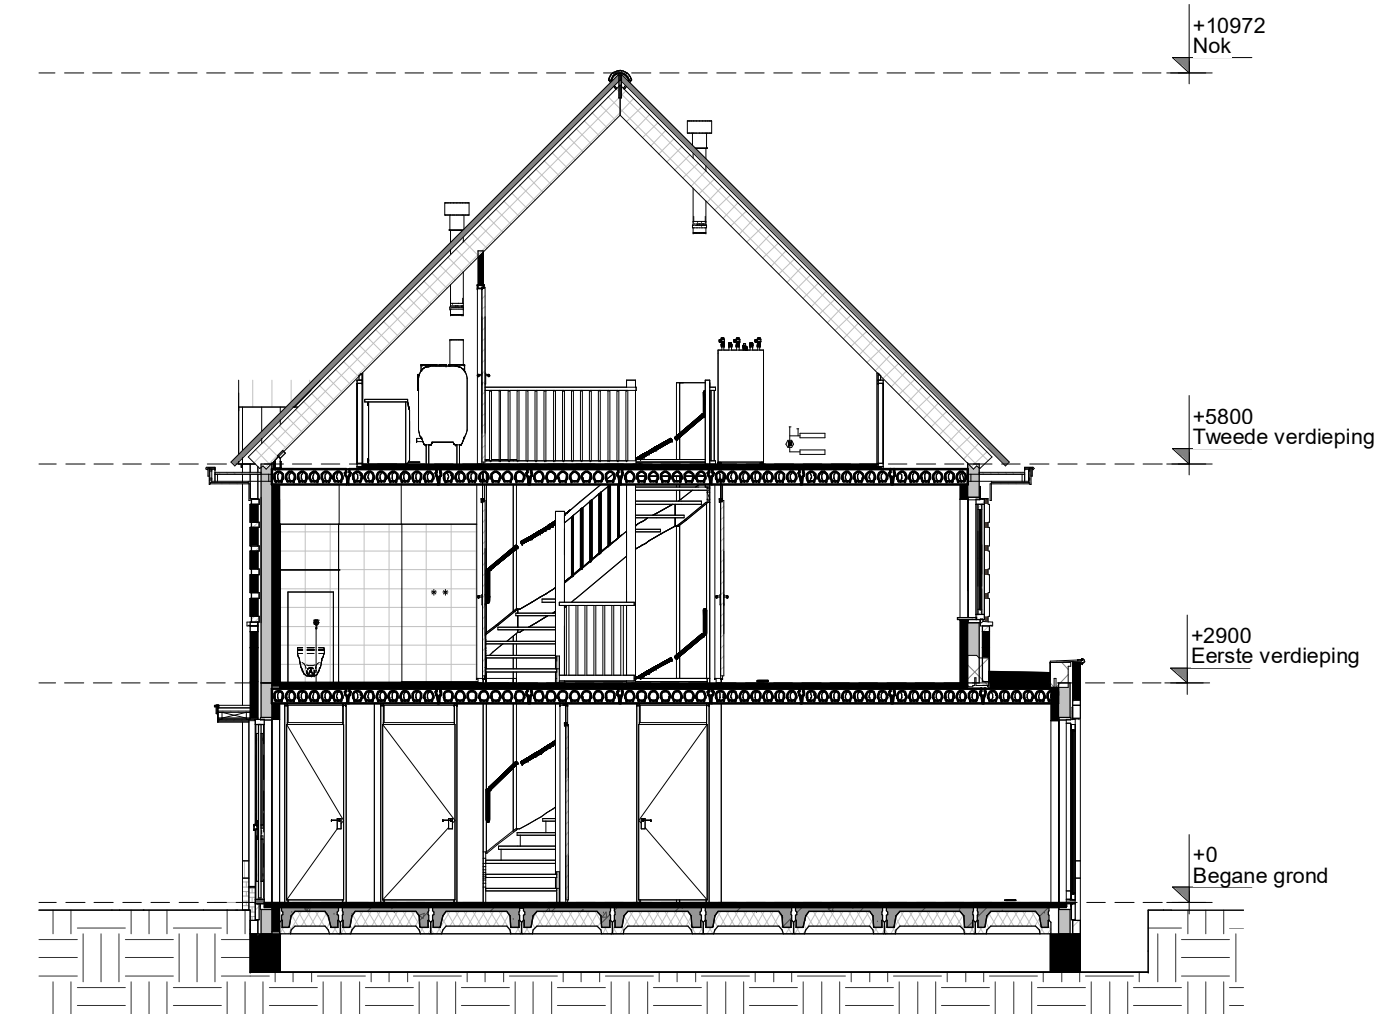 +10972
Nok
+5800
Tweede verdieping
+2900
Eerste verdieping
+0
Begane grond